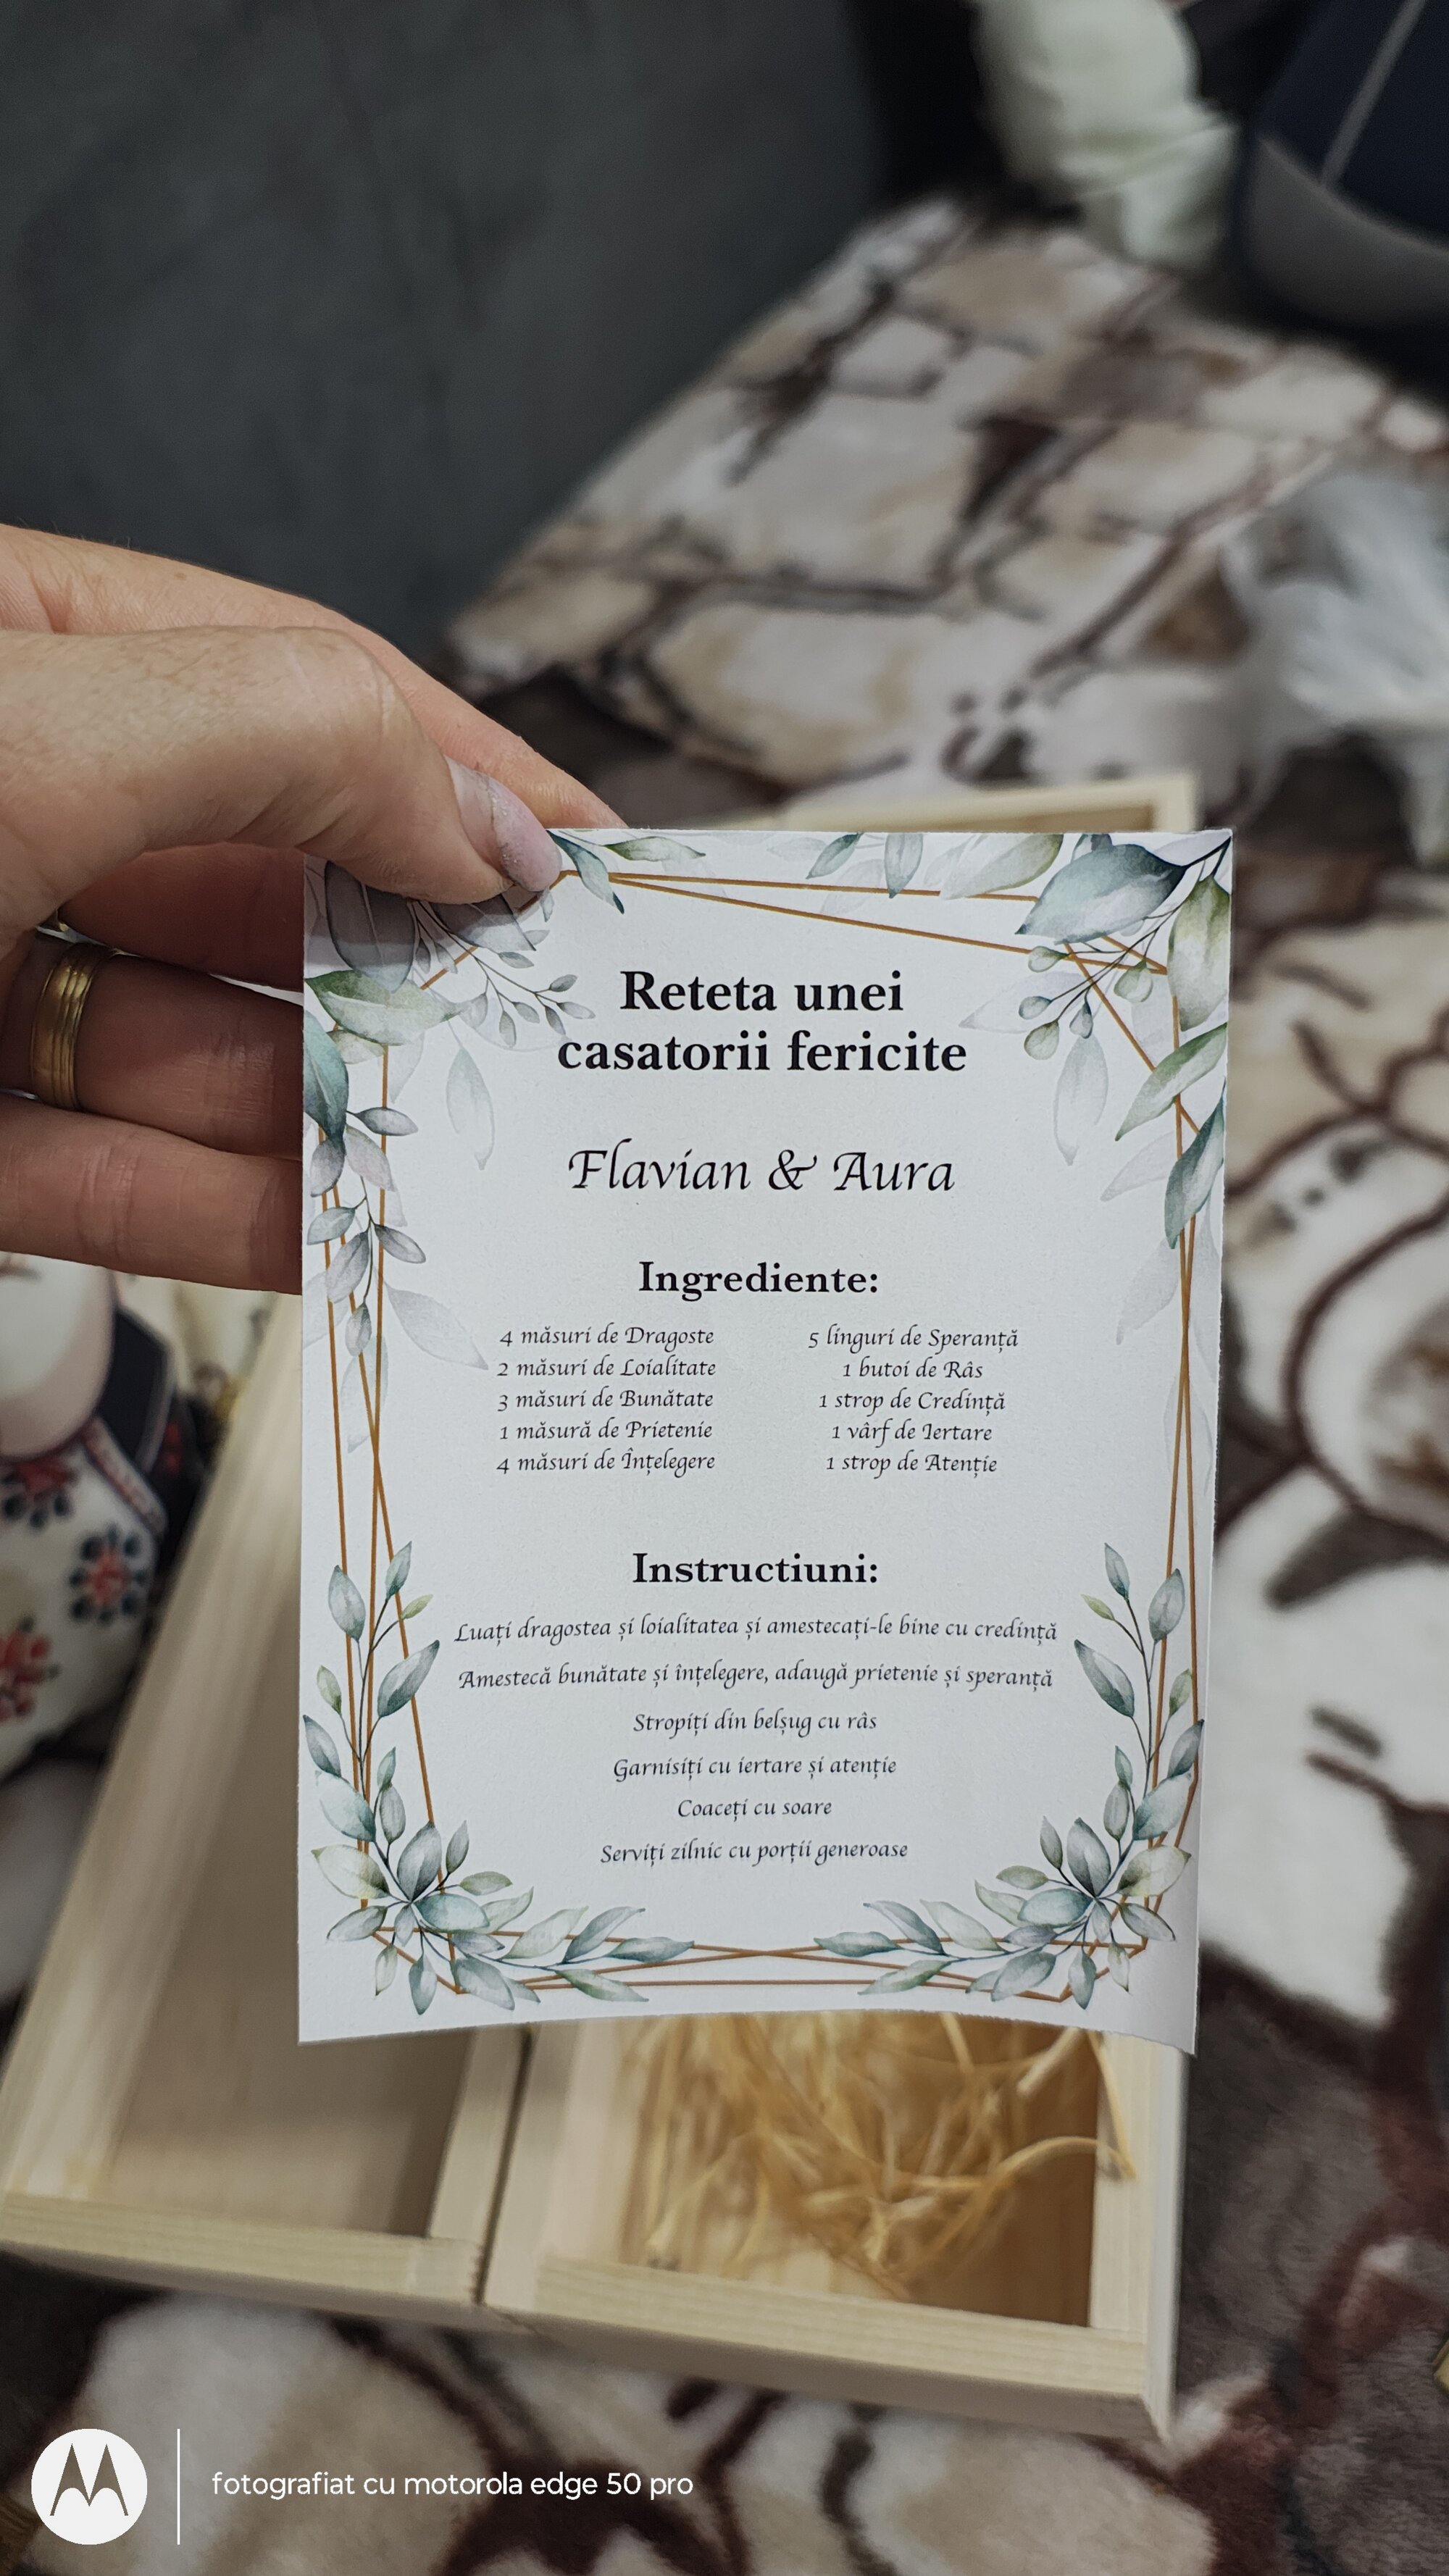 Reteta unei
casatorii fericite
Flavian & Aura
Ingrediente:
4 măsuri de Dragoste
2 măsuri de Loialitate
3 măsuri de Bunătate
1 măsură de Prietenie
4 măsuri de Înțelegere
5 linguri de Speranță
1 butoi de Râs
1 strop de Credință
1 vârf de Iertare
1 strop de Atenție
Instructiuni:
Luați dragostea și loialitatea și amestecați-le bine cu credință
Amestecă bunătate și înțelegere, adaugă prietenie și speranță
Stropiți din belșug cu râs
Garnisiți cu iertare și atenție
Coaceți cu soare
Serviți zilnic cu porții generoase
fotografiat cu motorola edge 50 pro